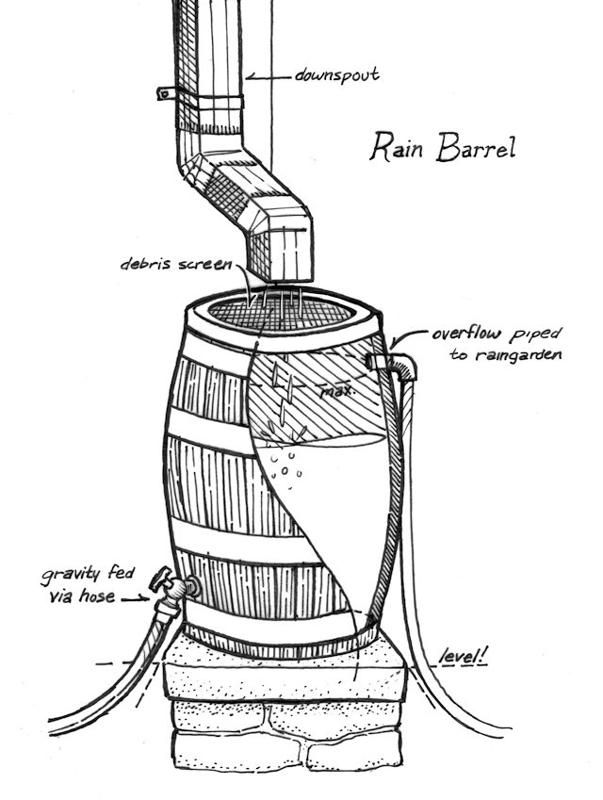 downspout
Rain Barrel
debris screen
overflow piped
to raingarden
max.
gravity fed
via hose
level!